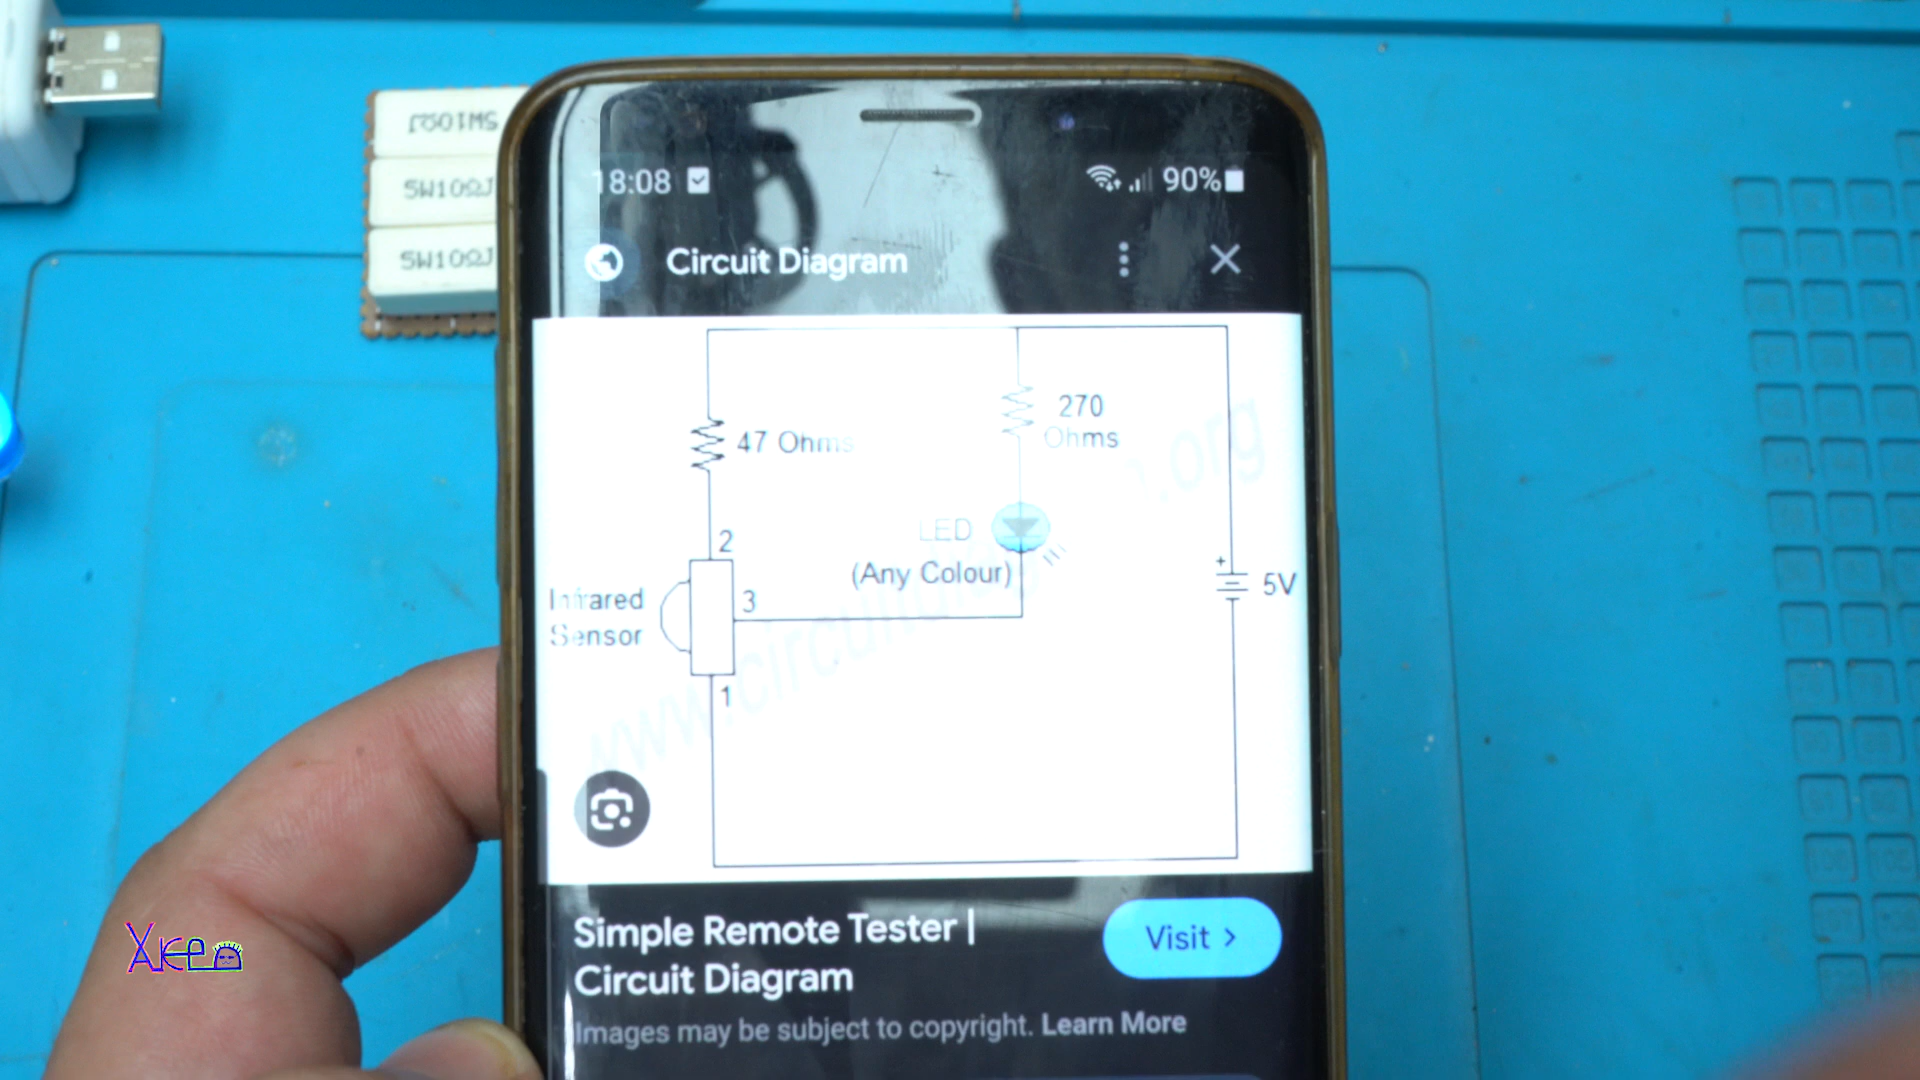 5W10ΩJ
5W10ΩJ
5W10ΩJ
18:08
90%
Circuit Diagram
47 Ohms
270
Ohms
2
LED
(Any Colour)
3
Infrared
Sensor
+
5V
1
Simple Remote Tester |
Circuit Diagram
Visit >
Images may be subject to copyright. Learn More